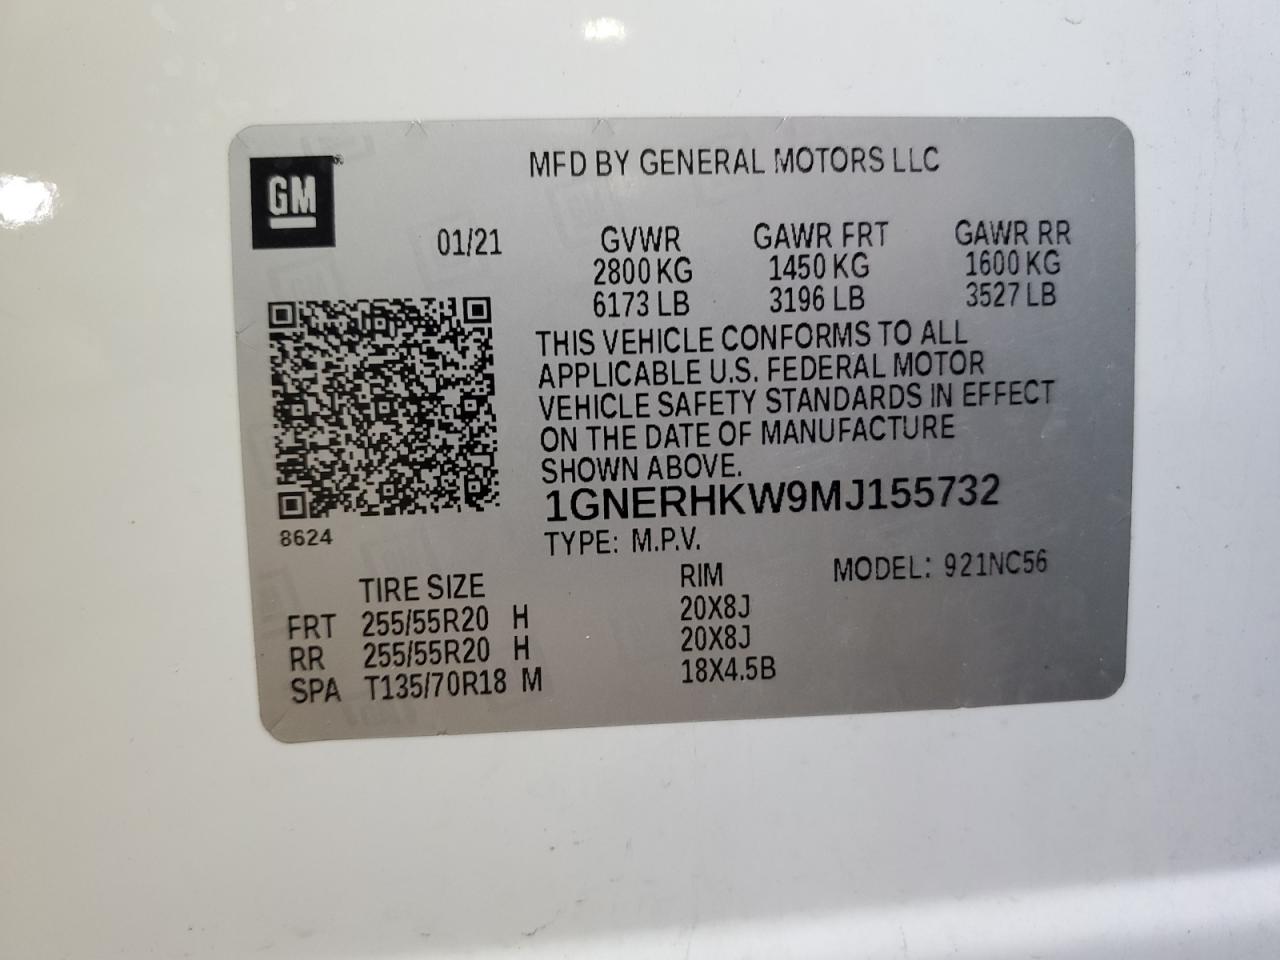 MFD BY GENERAL MOTORS LLC
GM®
01/21
GVWR GAWR FRT GAWR RR
2800 KG 1450 KG 1600 KG
6173 LB 3196 LB 3527 LB
THIS VEHICLE CONFORMS TO ALL
APPLICABLE U.S. FEDERAL MOTOR
VEHICLE SAFETY STANDARDS IN EFFECT
ON THE DATE OF MANUFACTURE
SHOWN ABOVE.
1GNERHKW9MJ155732
8624
TYPE: M.P.V.
MODEL: 921NC56
TIRE SIZE RIM
FRT 255/55R20 H 20X8J
RR 255/55R20 H 20X8J
SPA T135/70R18 M 18X4.5B